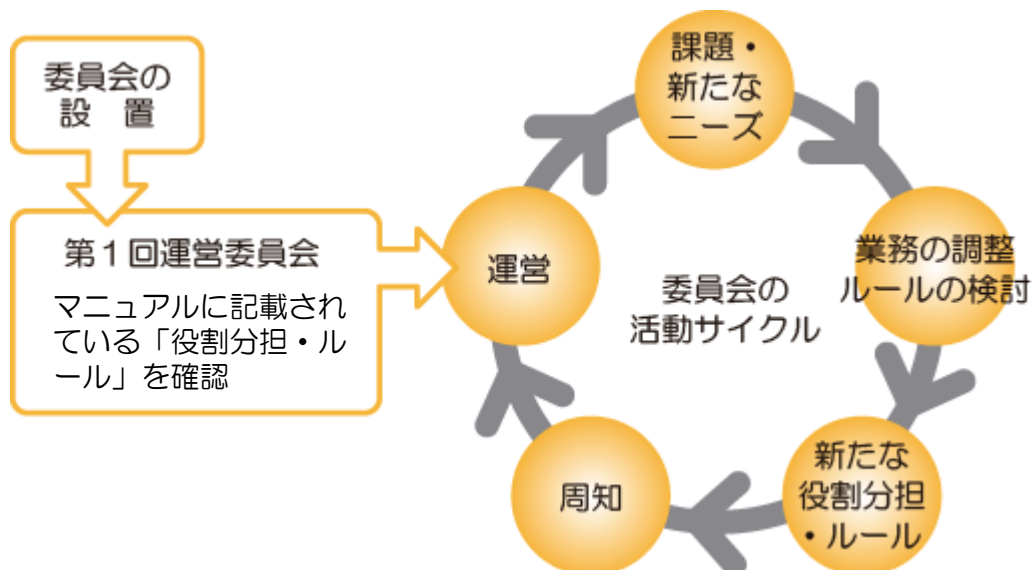 委員会の
設　置
第１回運営委員会
マニュアルに記載され
ている「役割分担・ル
ール」を確認
運営
課題・
新たな
ニーズ
業務の調整
ルールの検討
新たな
役割分担
・ルール
周知
委員会の
活動サイクル